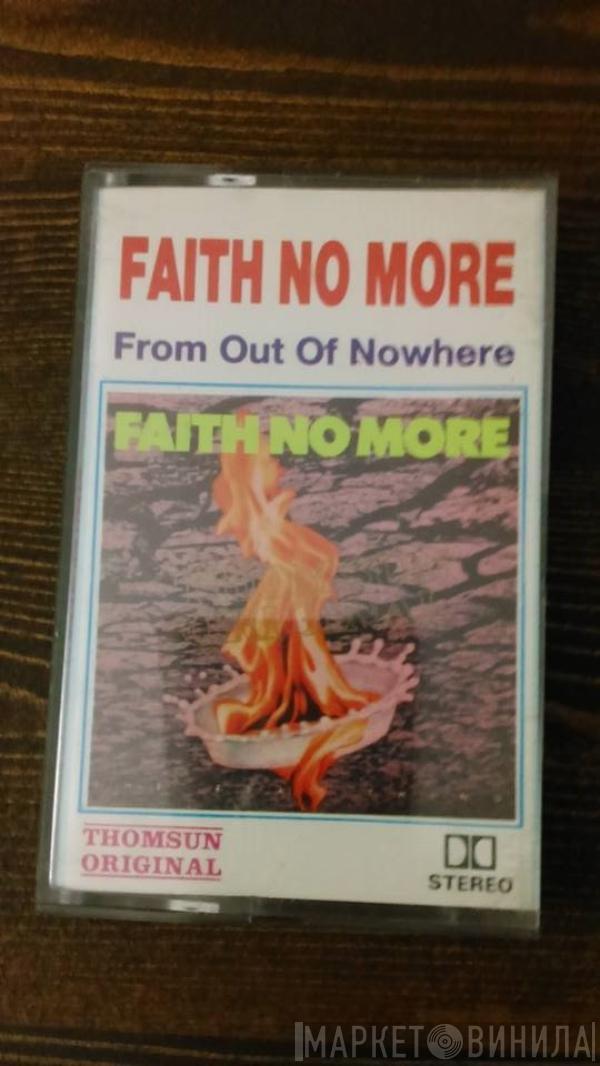 FAITH NO MORE
From Out Of Nowhere
FAITH NO MORE
THOMSUN
ORIGINAL
STEREO
МАРКЕТ ВИНИЛА